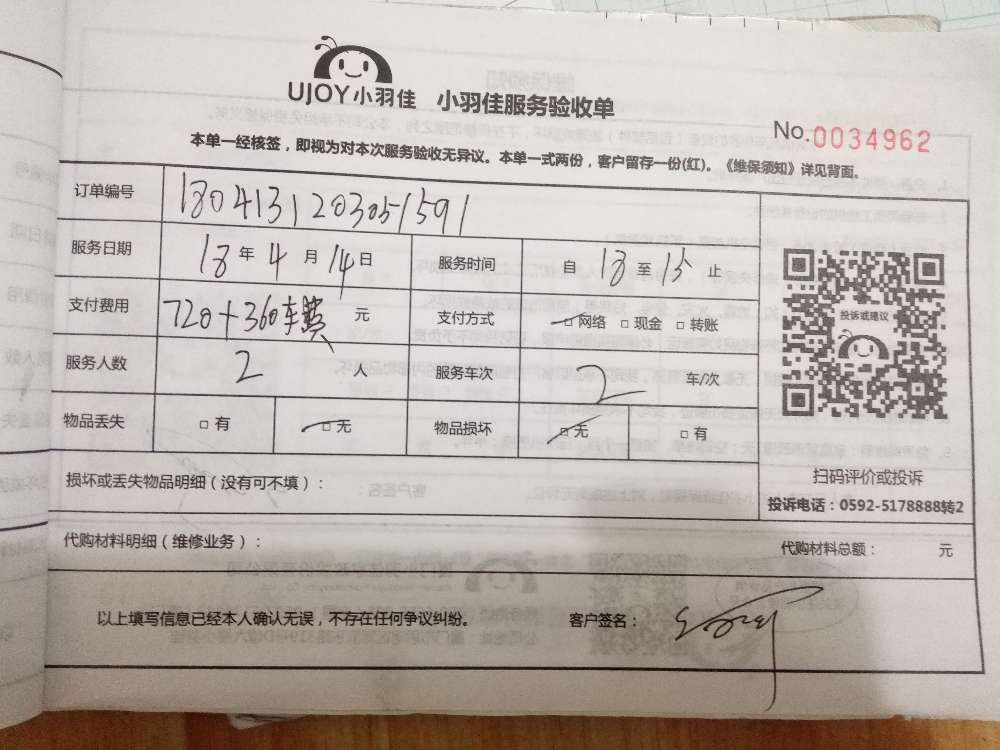 UJOY小羽佳 小羽佳服务验收单
No.0034962
本单一经核签，即视为对本次服务验收无异议。本单一式两份，客户留存一份(红)。《维保须知》详见背面。
订单编号 1804131203051591
服务日期 18 年 4 月 14 日 服务时间 自 13 至 15 止
支付费用 720+360车费 元 支付方式 □网络 □现金 □转账
投诉或建议
服务人数 2 人 服务车次 2 车/次
物品丢失 □有 □无 物品损坏 □无 □有
扫码评价或投诉
损坏或丢失物品明细（没有可不填）：
投诉电话：0592-5178888转2
代购材料明细（维修业务）： 代购材料总额： 元
以上填写信息已经本人确认无误，不存在任何争议纠纷。 客户签名：